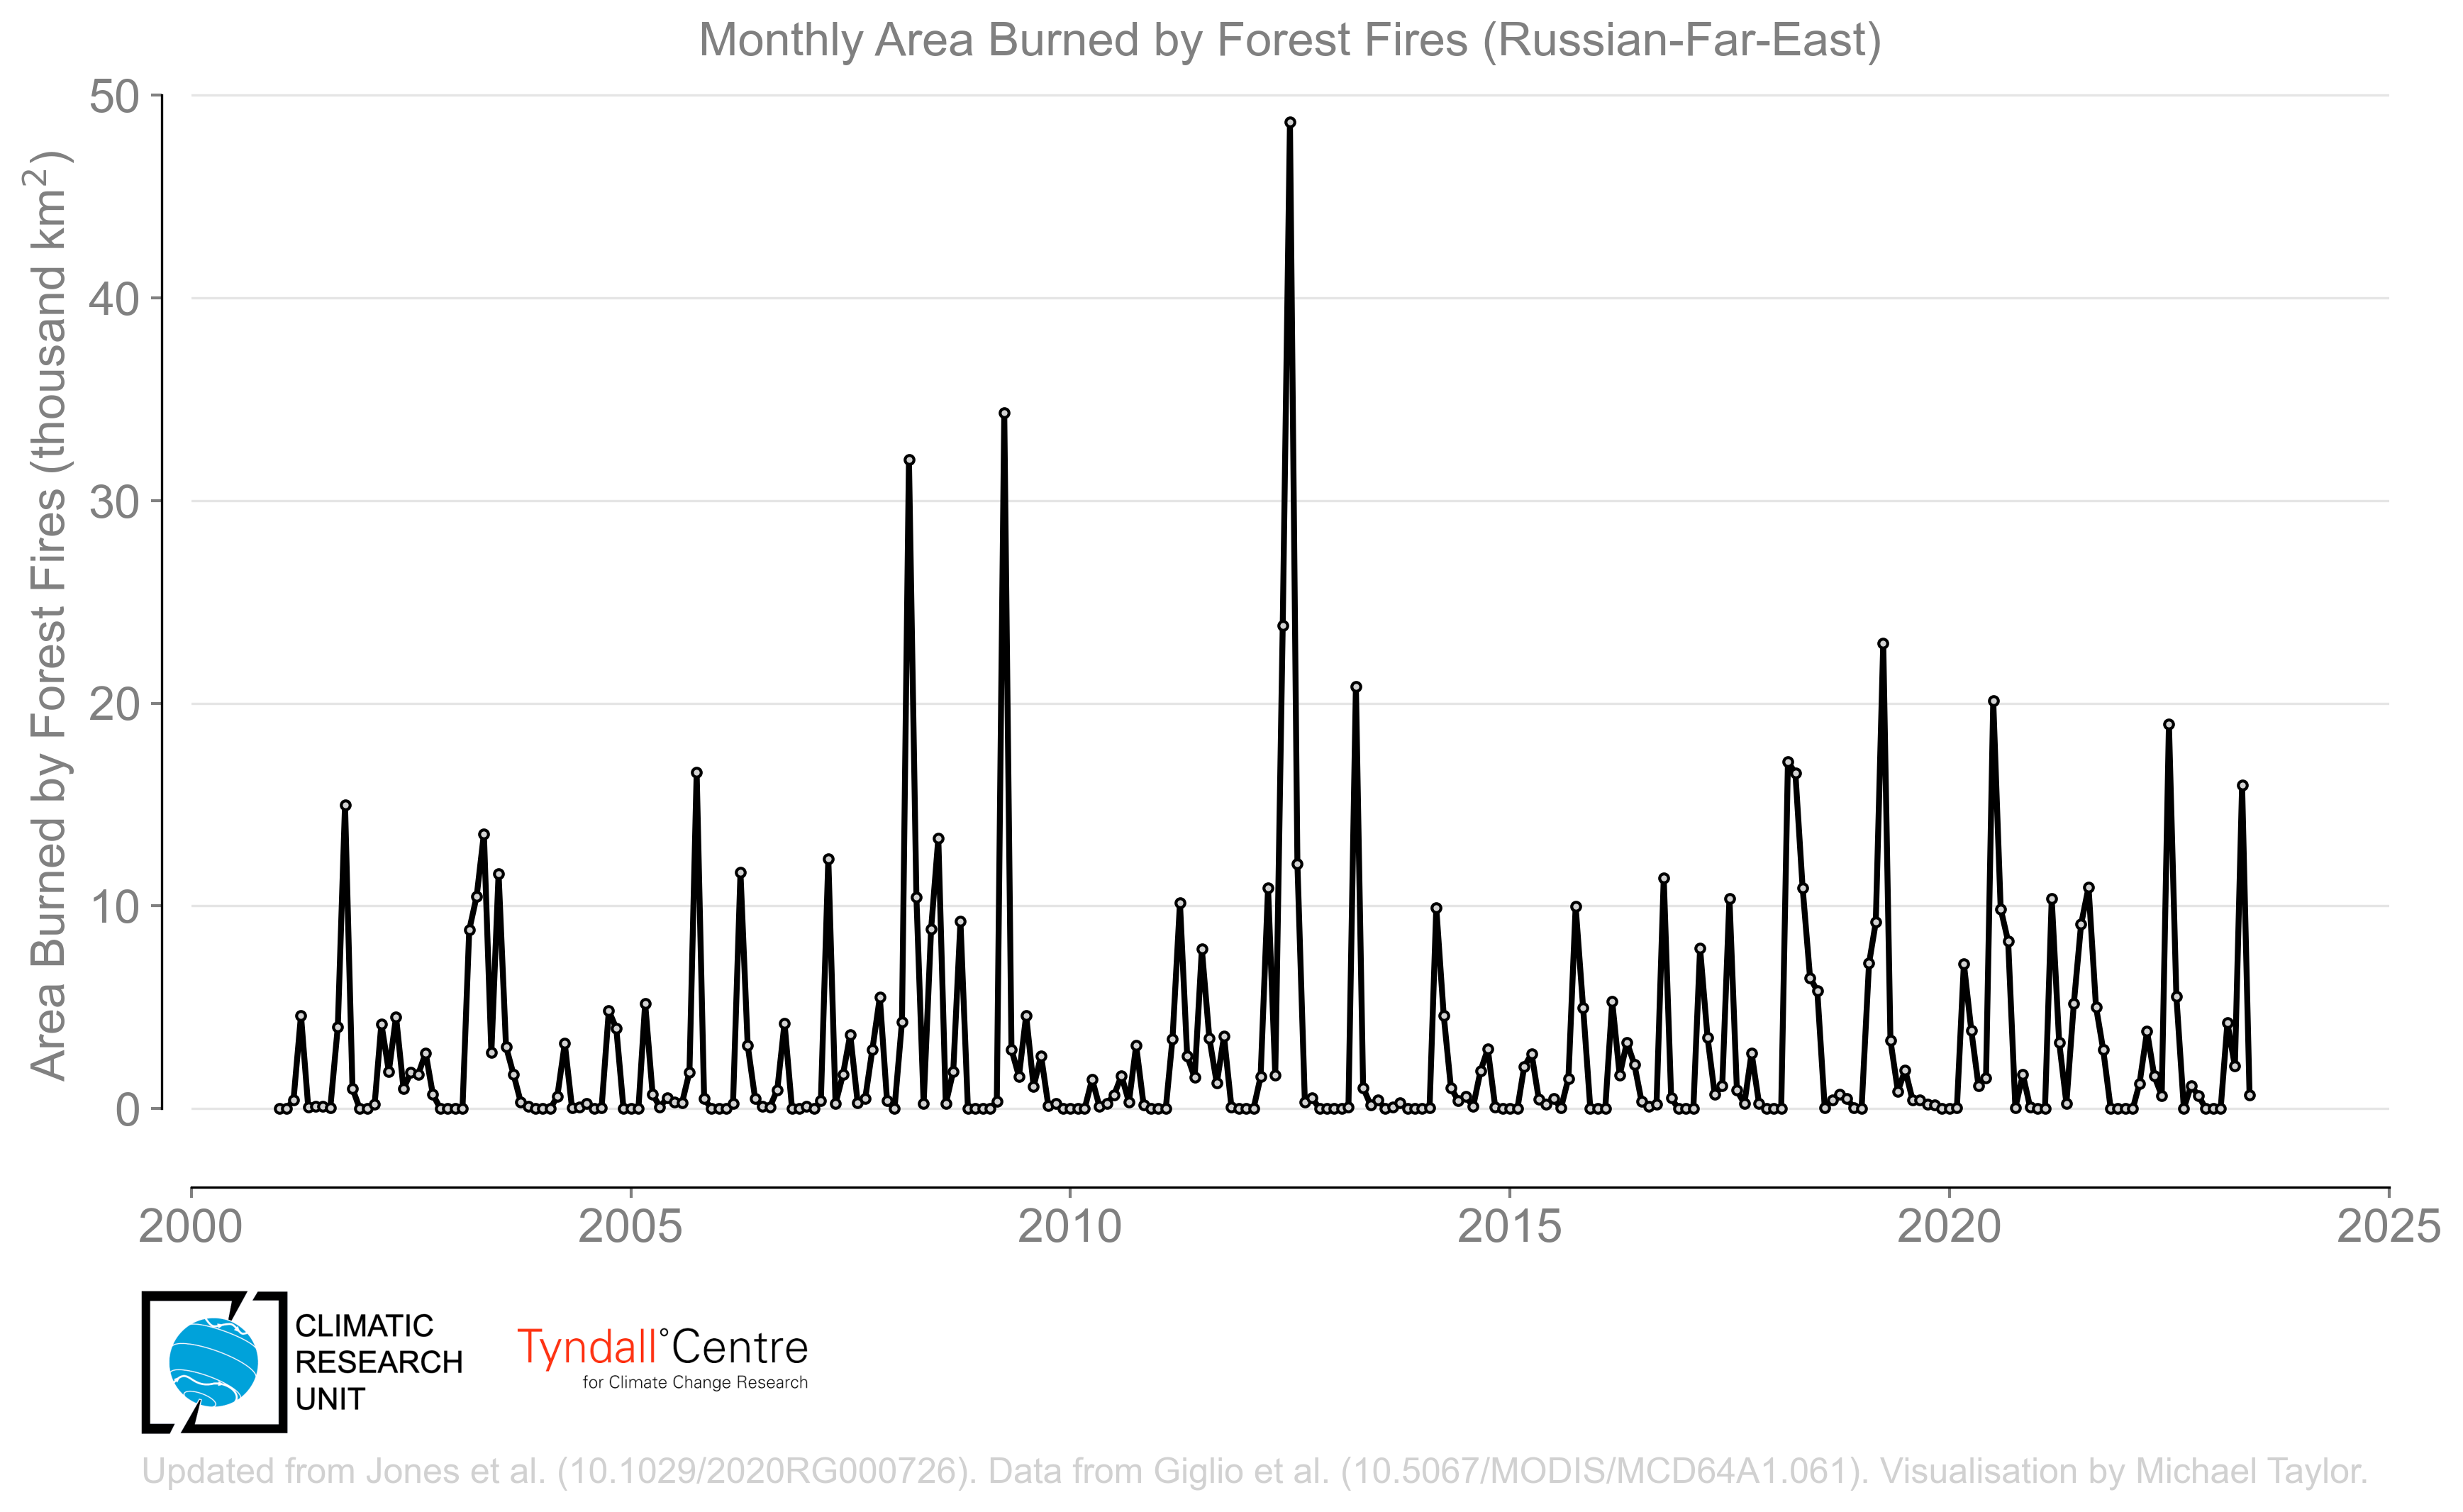 Monthly Area Burned by Forest Fires (Russian-Far-East)
Area Burned by Forest Fires (thousand km²)
50
40
30
20
10
0
2000 2005 2010 2015 2020 2025
CLIMATIC
RESEARCH
UNIT
Tyndall°Centre
for Climate Change Research
Updated from Jones et al. (10.1029/2020RG000726). Data from Giglio et al. (10.5067/MODIS/MCD64A1.061). Visualisation by Michael Taylor.